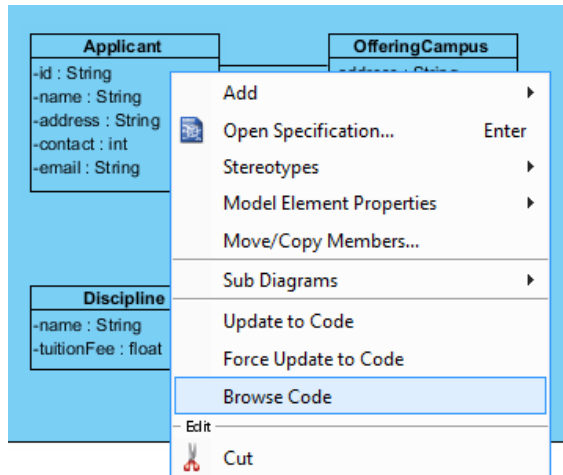 Applicant
-id : String
-name : String
-address : String
-contact : int
-email : String
OfferingCampus
Discipline
-name : String
-tuitionFee : float
Add
Open Specification... Enter
Stereotypes
Model Element Properties
Move/Copy Members...
Sub Diagrams
Update to Code
Force Update to Code
Browse Code
Edit
Cut